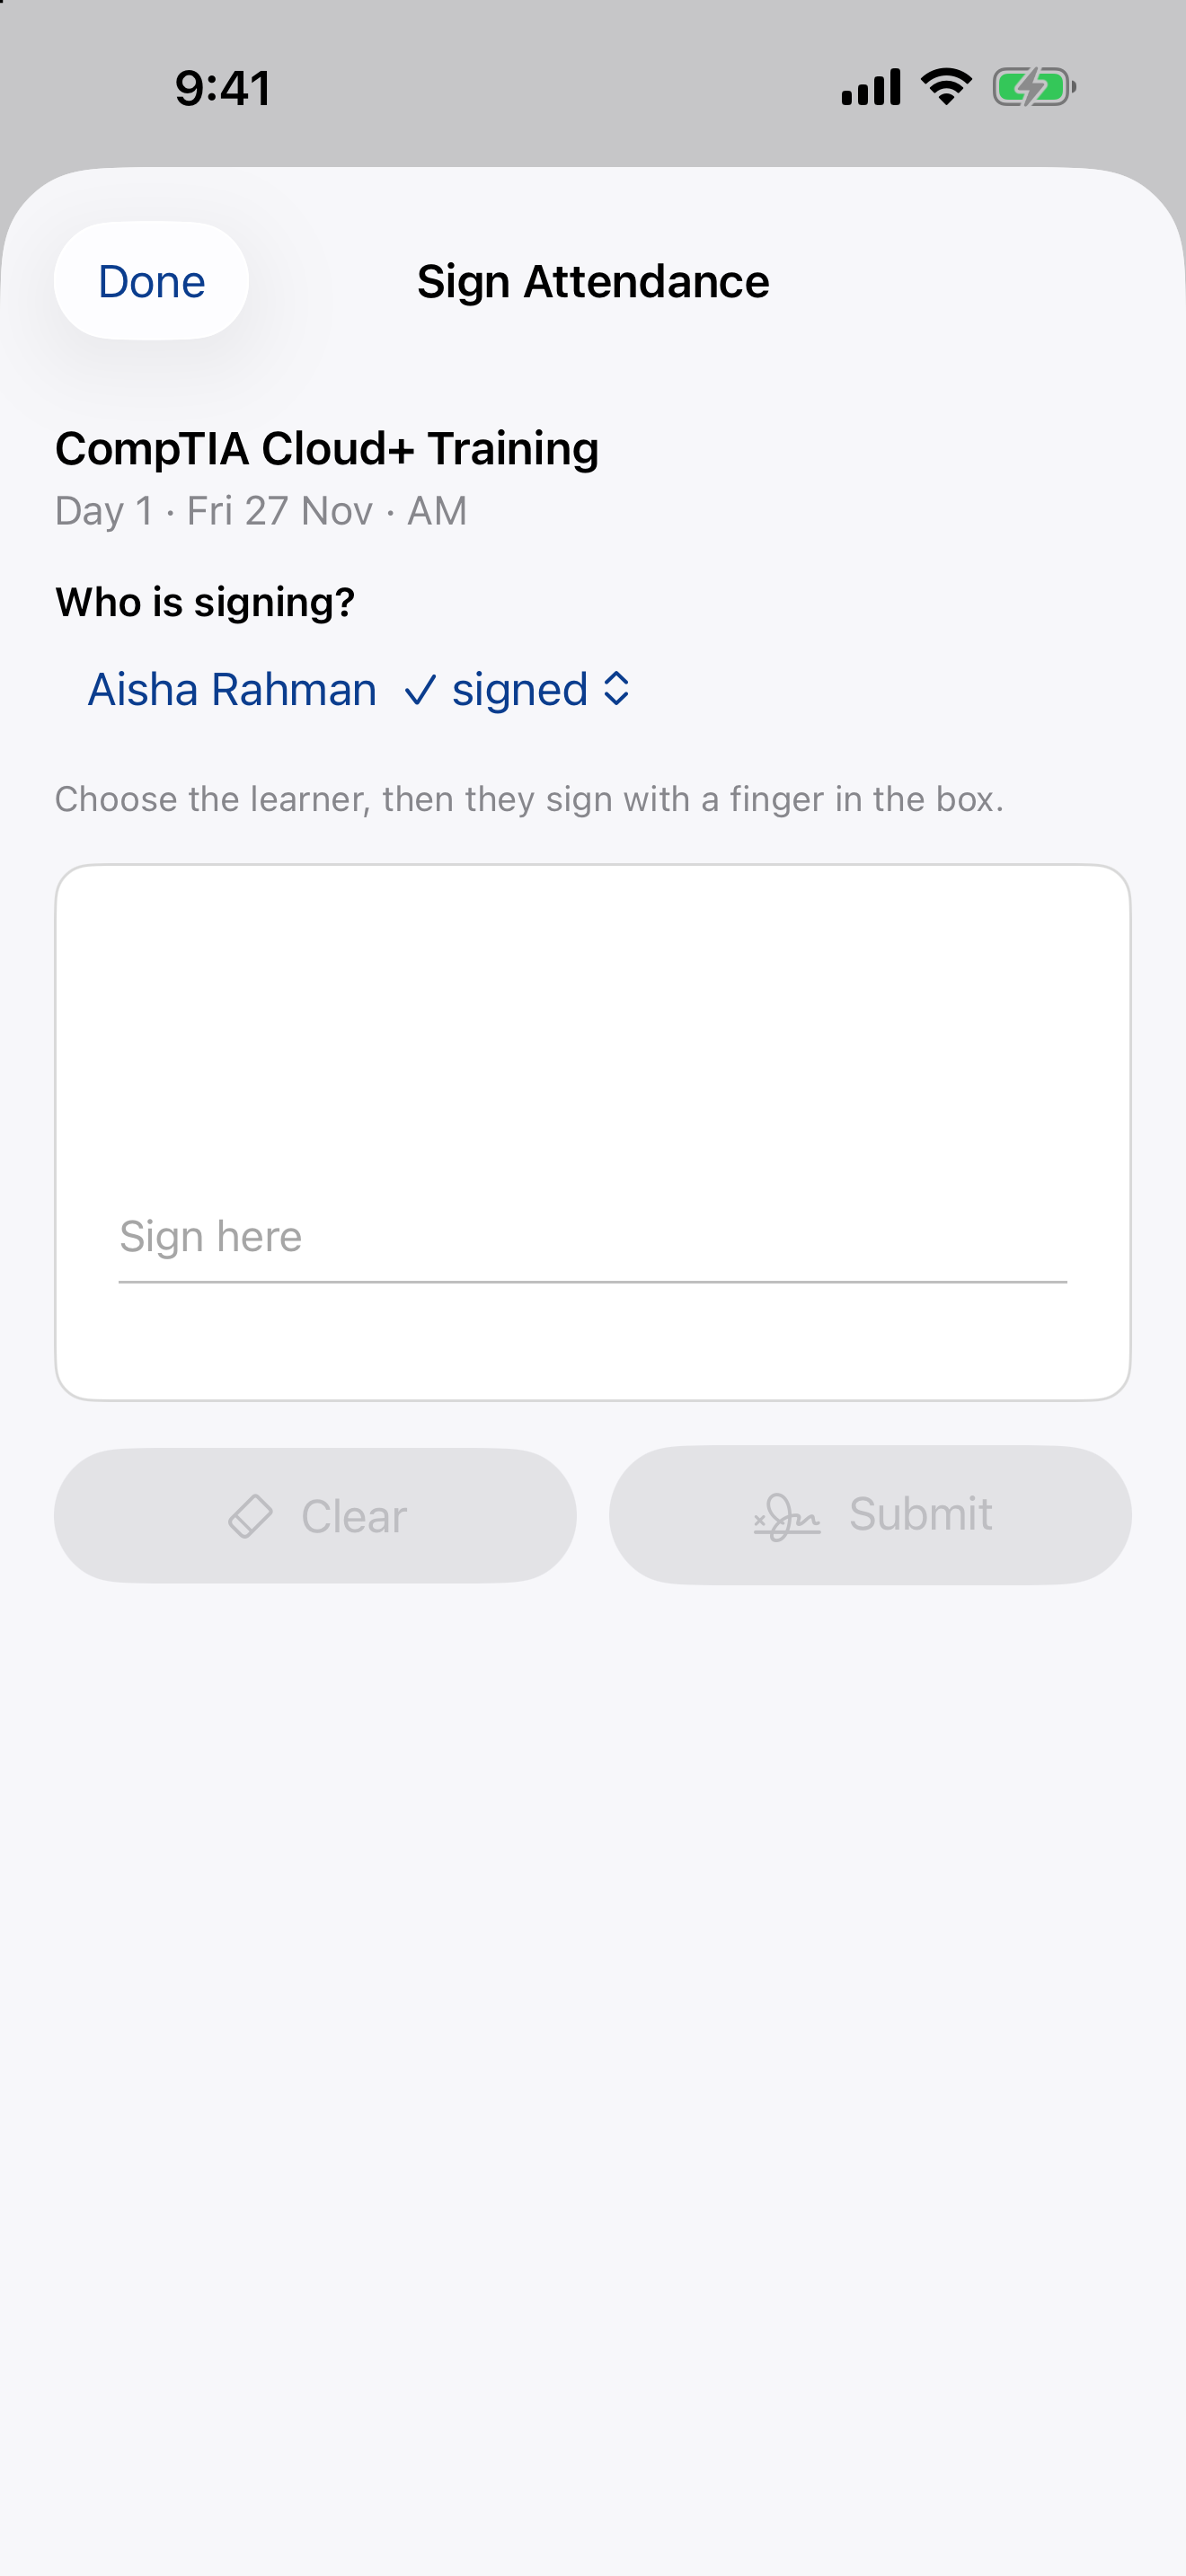 9:41
Done
Sign Attendance
CompTIA Cloud+ Training
Day 1 · Fri 27 Nov · AM
Who is signing?
Aisha Rahman ✓ signed
Choose the learner, then they sign with a finger in the box.
Sign here
Clear
Submit